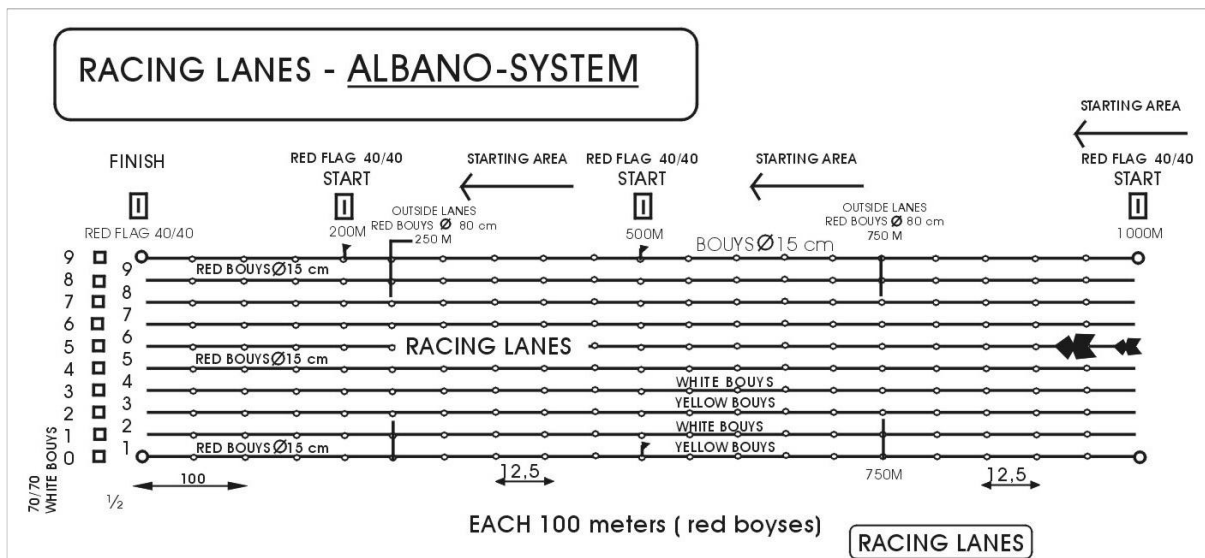 RACING LANES - ALBANO-SYSTEM
STARTING AREA
FINISH
RED FLAG 40/40
START
STARTING AREA
RED FLAG 40/40
START
STARTING AREA
RED FLAG 40/40
START
RED FLAG 40/40
200M
OUTSIDE LANES
RED BOUYS Ø 80 cm
250 M
500M
BOUYS Ø 15 cm
OUTSIDE LANES
RED BOUYS Ø 80 cm
750 M
1000M
9
9
RED BOUYS Ø15 cm
8
8
7
7
6
6
5
RACING LANES
5
RED BOUYS Ø15 cm
4
4
WHITE BOUYS
3
3
YELLOW BOUYS
2
2
WHITE BOUYS
1
1
RED BOUYS Ø15 cm
YELLOW BOUYS
0
70/70
WHITE BOUYS
½
100
12,5
750M
12,5
EACH 100 meters ( red boyses)
RACING LANES